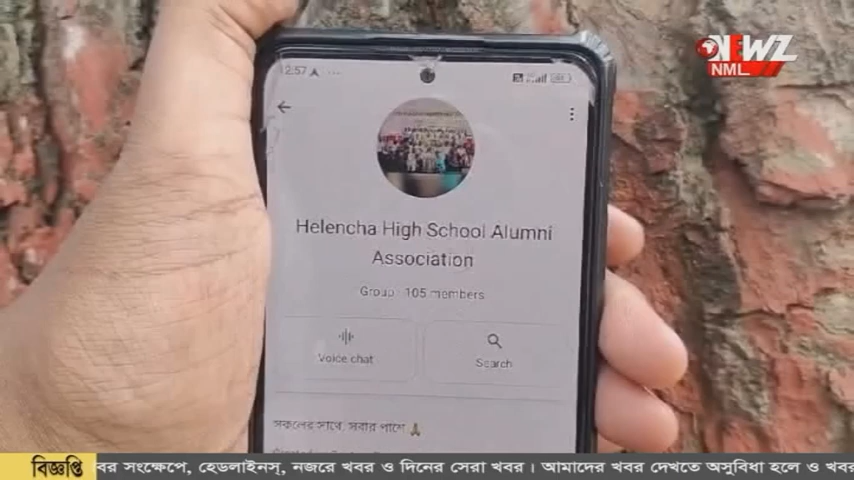 NEWZ
NML
12:57
Helencha High School Alumni
Association
Group · 105 members
Voice chat
Search
সকলের সাথে, সবার পাশে 🙏
বিজ্ঞপ্তি
বর সংক্ষেপে, হেডলাইনস্, নজরে খবর ও দিনের সেরা খবর। আমাদের খবর দেখতে অসুবিধা হলে ও খবর